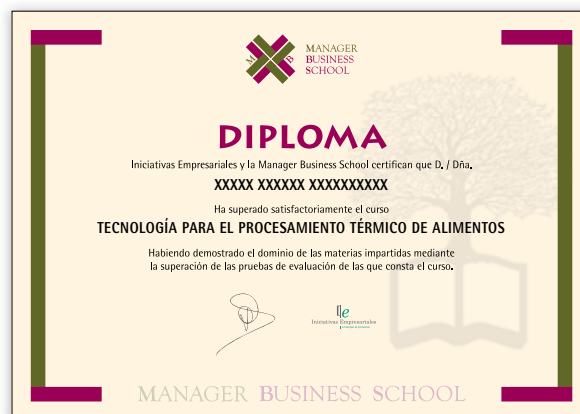 M B
MANAGER
BUSINESS
SCHOOL
DIPLOMA
Iniciativas Empresariales y la Manager Business School certifican que D. / Dña.
XXXXX XXXXXX XXXXXXXXXX
Ha superado satisfactoriamente el curso
TECNOLOGÍA PARA EL PROCESAMIENTO TÉRMICO DE ALIMENTOS
Habiendo demostrado el dominio de las materias impartidas mediante
la superación de las pruebas de evaluación de las que consta el curso.
Iniciativas Empresariales
MANAGER BUSINESS SCHOOL